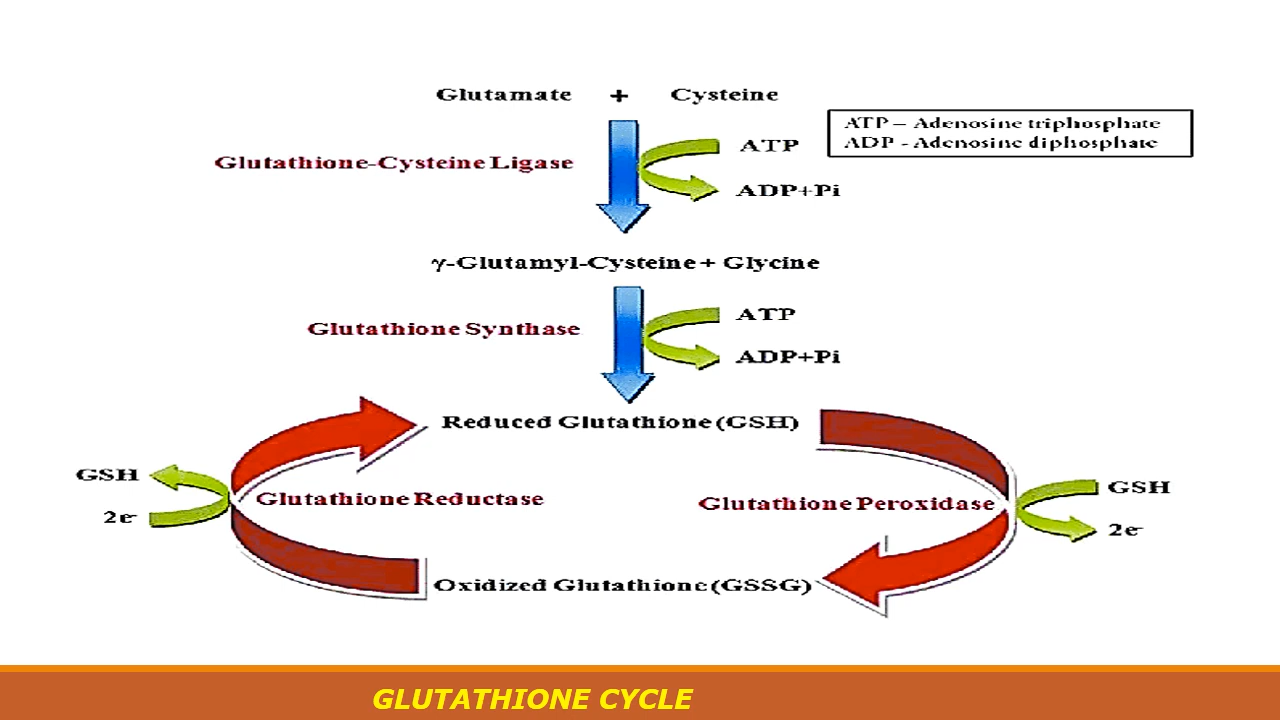 Glutamate + Cysteine
ATP – Adenosine triphosphate
ADP - Adenosine diphosphate
Glutathione-Cysteine Ligase
ATP
ADP+Pi
γ-Glutamyl-Cysteine + Glycine
Glutathione Synthase
ATP
ADP+Pi
Reduced Glutathione (GSH)
GSH
2e-
Glutathione Reductase
Glutathione Peroxidase
GSH
2e-
Oxidized Glutathione (GSSG)
GLUTATHIONE CYCLE